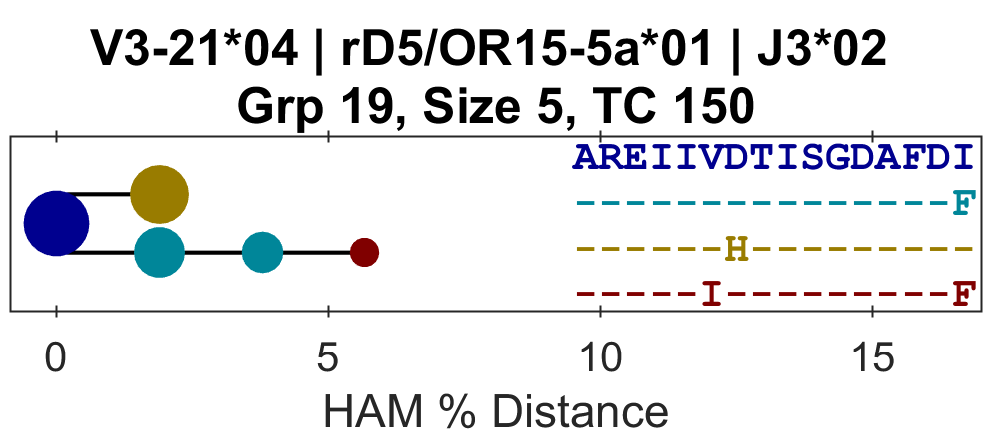 V3-21*04 | rD5/OR15-5a*01 | J3*02
Grp 19, Size 5, TC 150
AREIIVDTISGDAFDI
---------------F
------H---------
-----I---------F
0 5 10 15
HAM % Distance